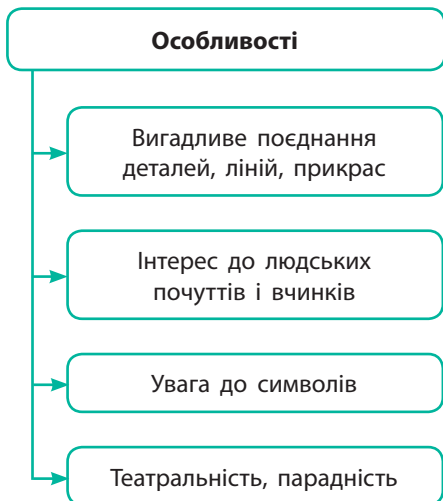 Особливості
Вигадливе поєднання
деталей, ліній, прикрас
Інтерес до людських
почуттів і вчинків
Увага до символів
Театральність, парадність